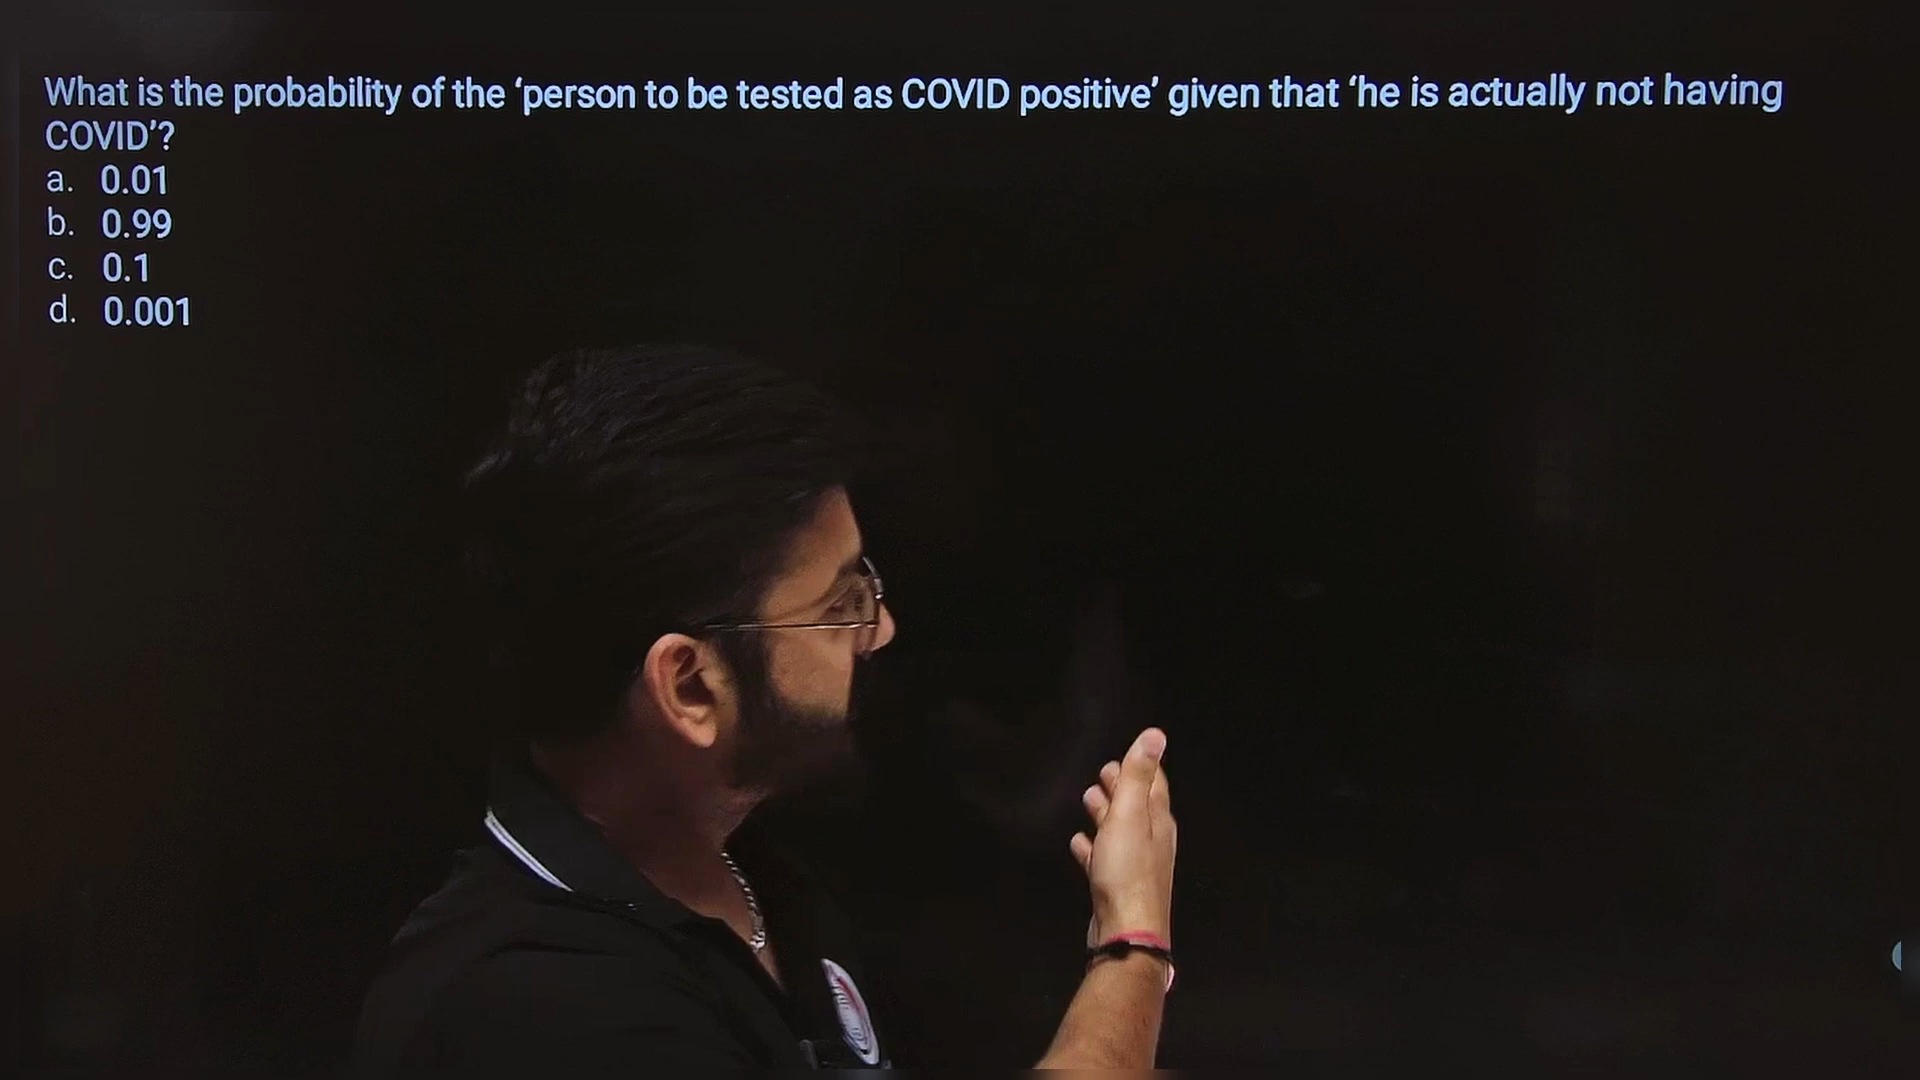 What is the probability of the ‘person to be tested as COVID positive’ given that ‘he is actually not having
COVID’?
a. 0.01
b. 0.99
c. 0.1
d. 0.001